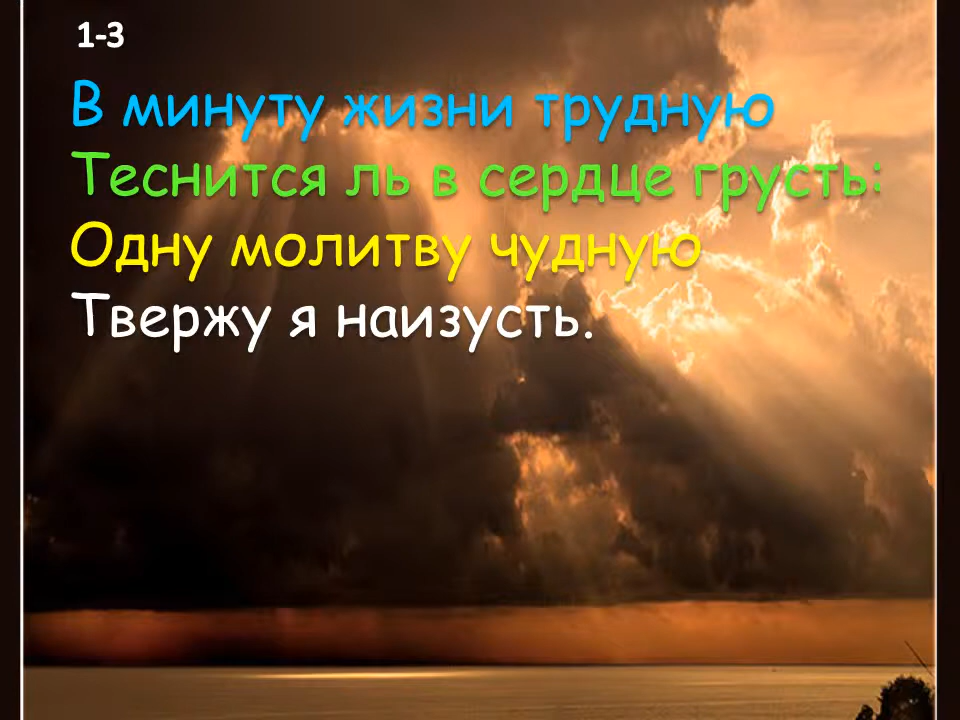 1-3
В минуту жизни трудную
Теснится ль в сердце грусть:
Одну молитву чудную
Твержу я наизусть.